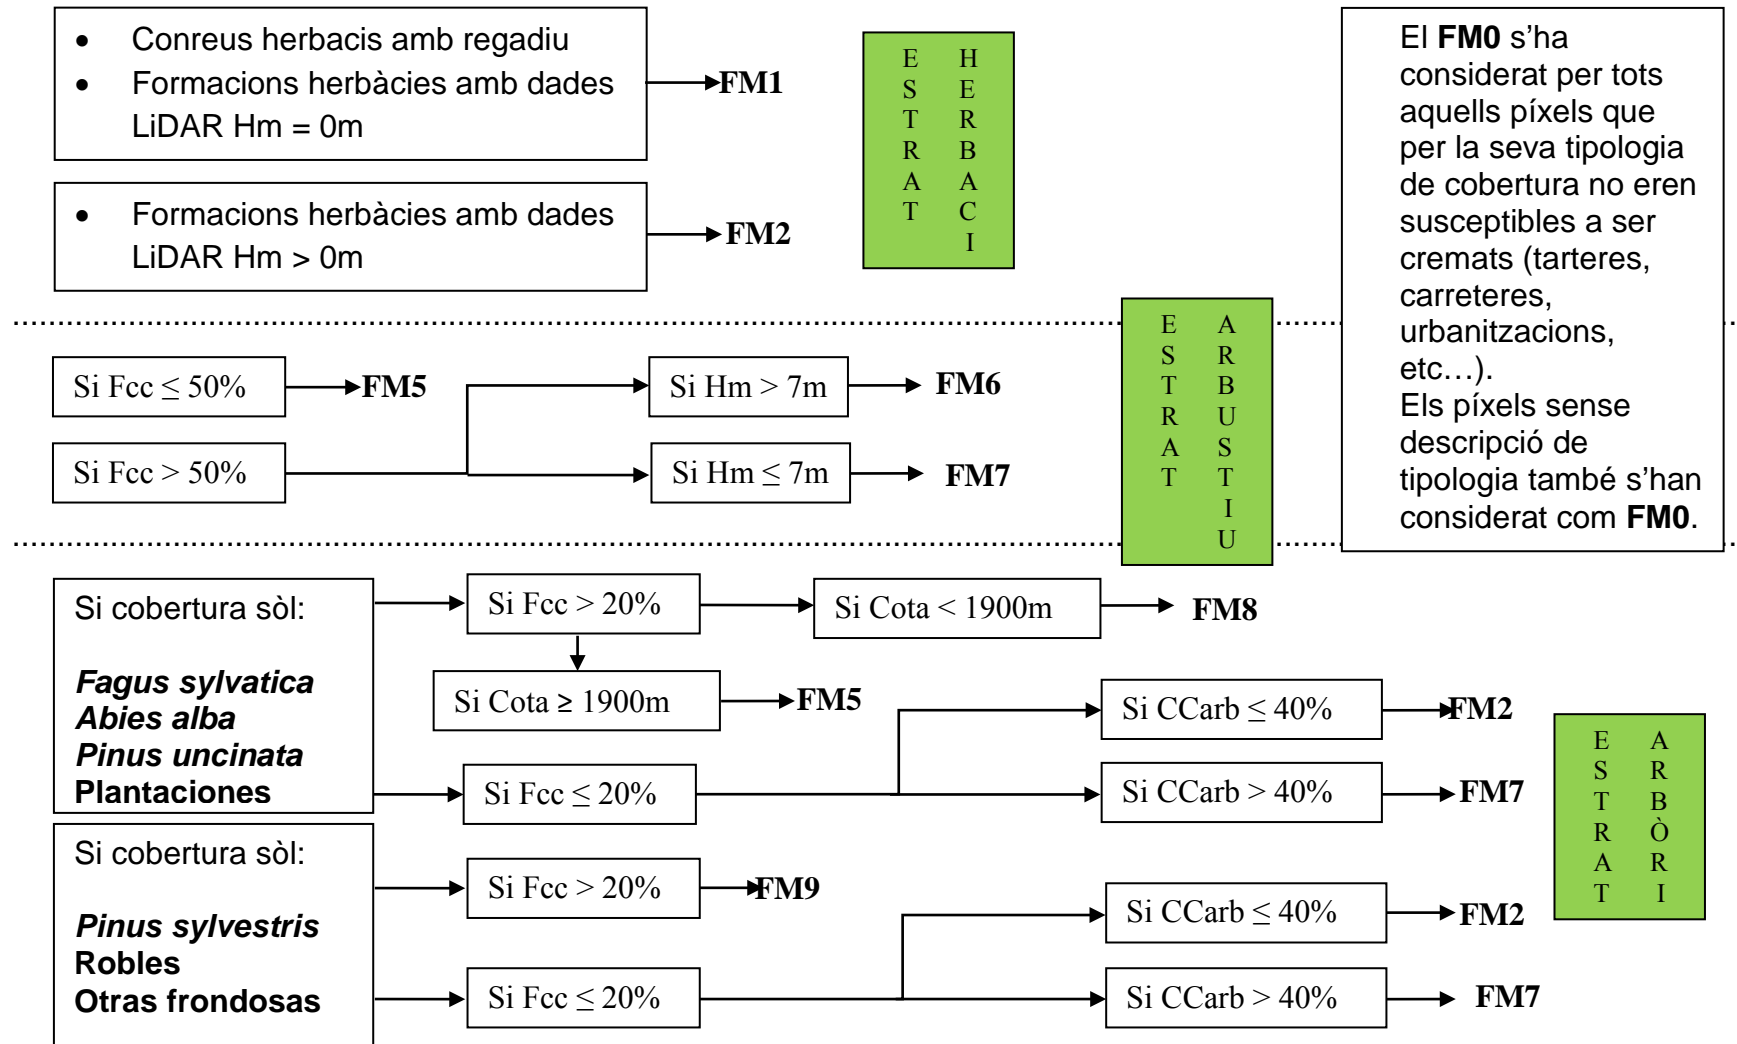 • Conreus herbacis amb regadiu
• Formacions herbàcies amb dades
LiDAR Hm = 0m
FM1
• Formacions herbàcies amb dades
LiDAR Hm > 0m
FM2
ESTRAT HERBACI
El FM0 s’ha
considerat per tots
aquells píxels que
per la seva tipologia
de cobertura no eren
susceptibles a ser
cremats (tarteres,
carreteres,
urbanitzacions,
etc…).
Els píxels sense
descripció de
tipologia també s’han
considerat com FM0.
Si Fcc ≤ 50%
FM5
Si Hm > 7m
FM6
Si Fcc > 50%
Si Hm ≤ 7m
FM7
ESTRAT ARBUSTIU
Si cobertura sòl:
Fagus sylvatica
Abies alba
Pinus uncinata
Plantaciones
Si Fcc > 20%
Si Cota < 1900m
FM8
Si Cota ≥ 1900m
FM5
Si Fcc ≤ 20%
Si CCarb ≤ 40%
FM2
Si CCarb > 40%
FM7
Si cobertura sòl:
Pinus sylvestris
Robles
Otras frondosas
Si Fcc > 20%
FM9
Si Fcc ≤ 20%
Si CCarb ≤ 40%
FM2
Si CCarb > 40%
FM7
ESTRAT ARBÒRI